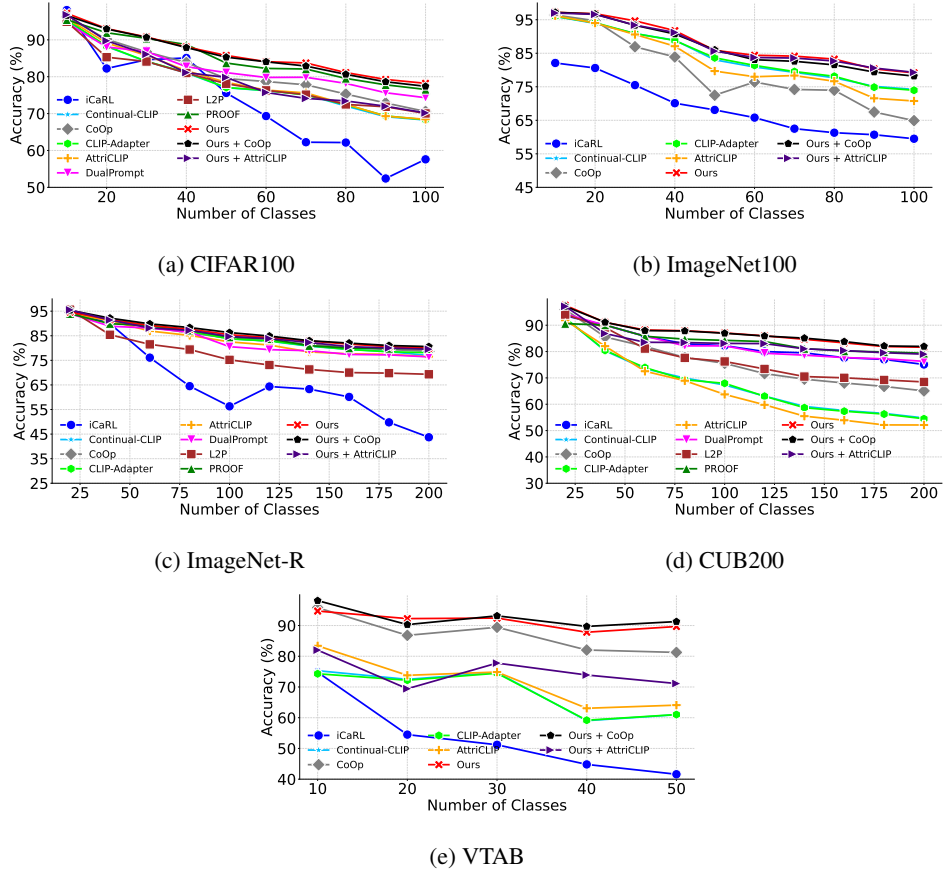 90
80
70
60
50
20
40
60
80
100
Accuracy (%)
Number of Classes
iCaRL
Continual-CLIP
CoOp
CLIP-Adapter
AttriCLIP
DualPrompt
L2P
PROOF
Ours
Ours + CoOp
Ours + AttriCLIP
(a) CIFAR100
95
85
75
65
55
45
20
40
60
80
100
Accuracy (%)
Number of Classes
iCaRL
Continual-CLIP
CoOp
CLIP-Adapter
AttriCLIP
Ours
Ours + CoOp
Ours + AttriCLIP
(b) ImageNet100
95
85
75
65
55
45
35
25
25
50
75
100
125
150
175
200
Accuracy (%)
Number of Classes
iCaRL
Continual-CLIP
CoOp
CLIP-Adapter
AttriCLIP
DualPrompt
L2P
PROOF
Ours
Ours + CoOp
Ours + AttriCLIP
(c) ImageNet-R
90
80
70
60
50
40
30
25
50
75
100
125
150
175
200
Accuracy (%)
Number of Classes
iCaRL
Continual-CLIP
CoOp
CLIP-Adapter
AttriCLIP
DualPrompt
L2P
PROOF
Ours
Ours + CoOp
Ours + AttriCLIP
(d) CUB200
90
80
70
60
50
40
10
20
30
40
50
Accuracy (%)
Number of Classes
iCaRL
Continual-CLIP
CoOp
CLIP-Adapter
AttriCLIP
Ours
Ours + CoOp
Ours + AttriCLIP
(e) VTAB